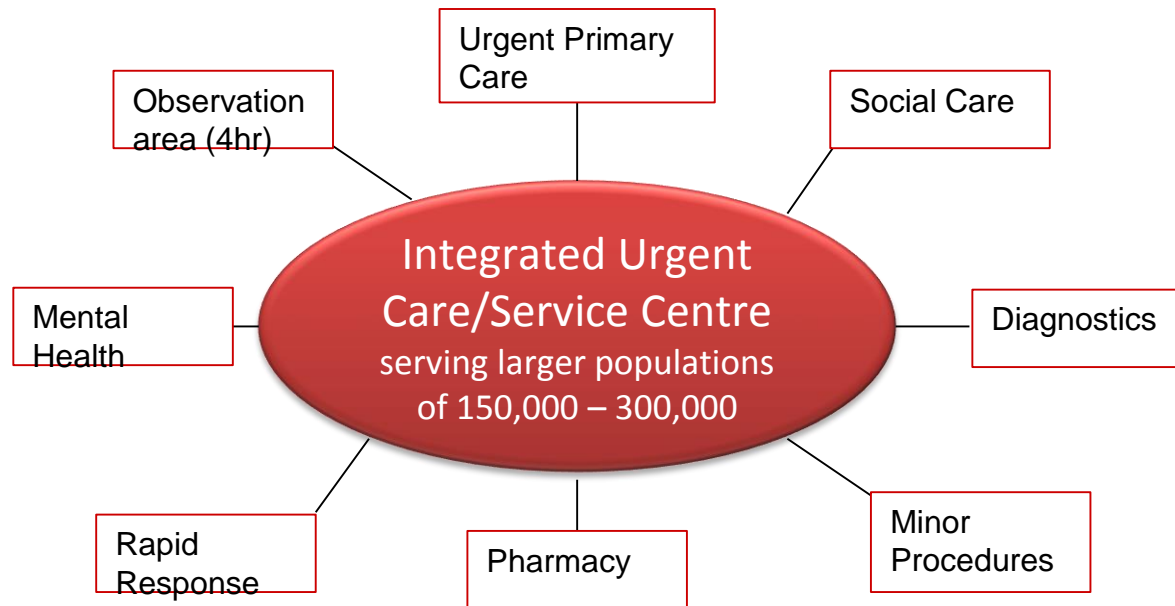 Urgent Primary
Care
Observation
area (4hr)
Social Care
Integrated Urgent
Care/Service Centre
serving larger populations
of 150,000 – 300,000
Mental
Health
Diagnostics
Rapid
Response
Pharmacy
Minor
Procedures